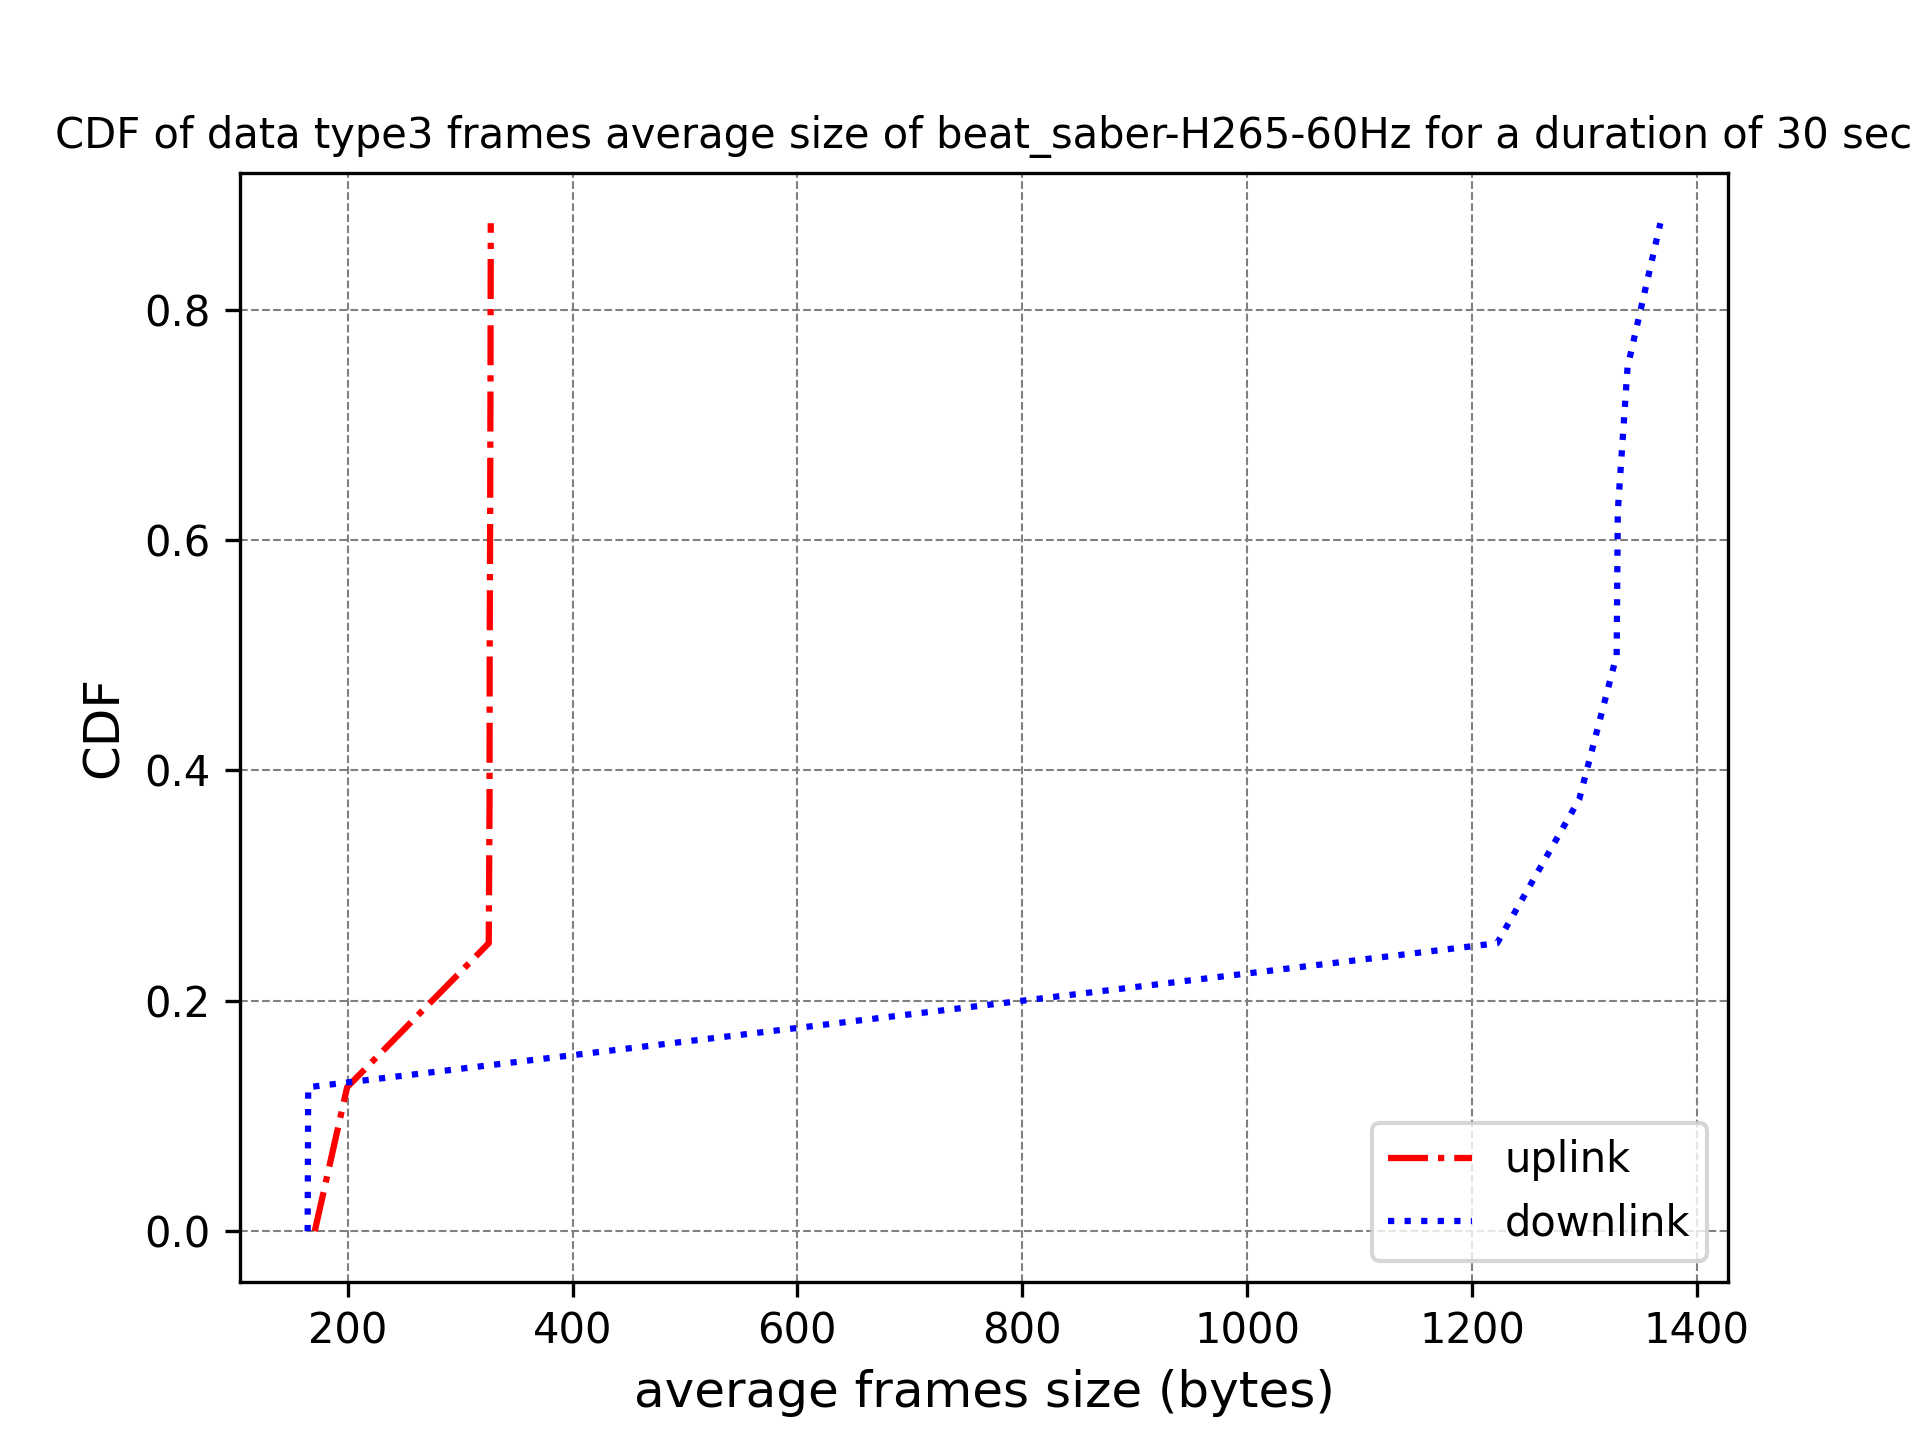 CDF of data type3 frames average size of beat_saber-H265-60Hz for a duration of 30 sec
0.8
0.6
0.4
0.2
0.0
CDF
200 400 600 800 1000 1200 1400
average frames size (bytes)
uplink
downlink